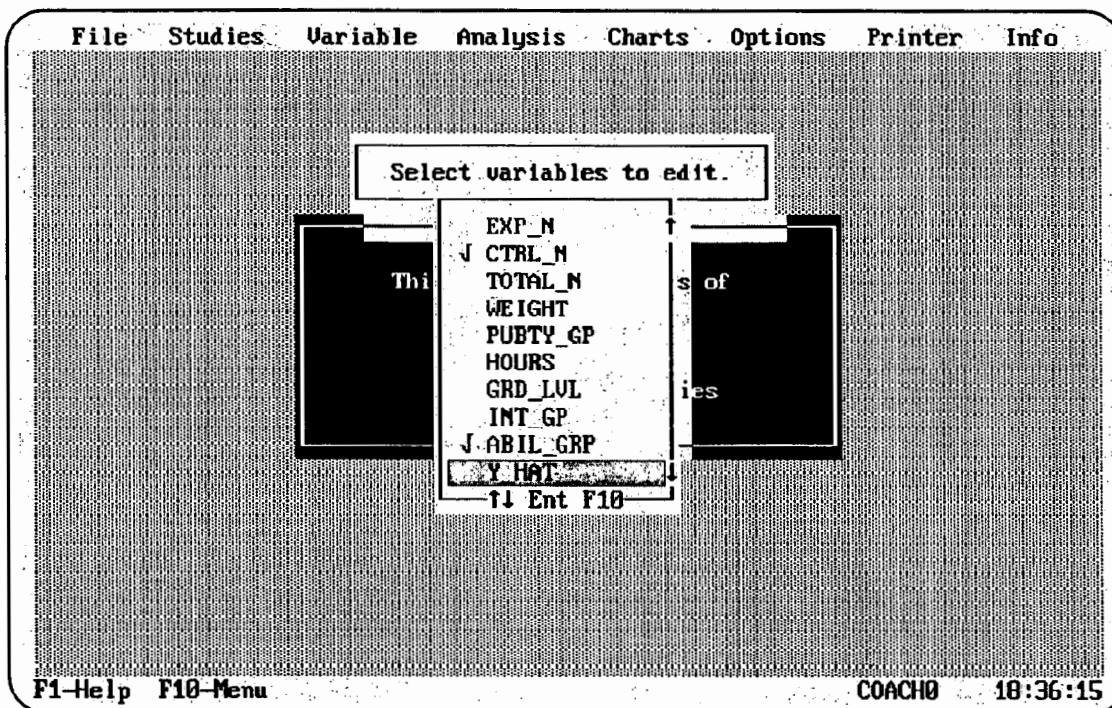 File Studies Variable Analysis Charts Options Printer Info
Select variables to edit.
EXP_N ↑
√ CTRL_N
Thi TOTAL_N s of
WEIGHT
PUBTY_GP
HOURS
GRD_LVL ies
INT_GP
√ ABIL_GRP
Y_HAT ↓
↑↓ Ent F10
F1-Help F10-Menu COACH0 18:36:15